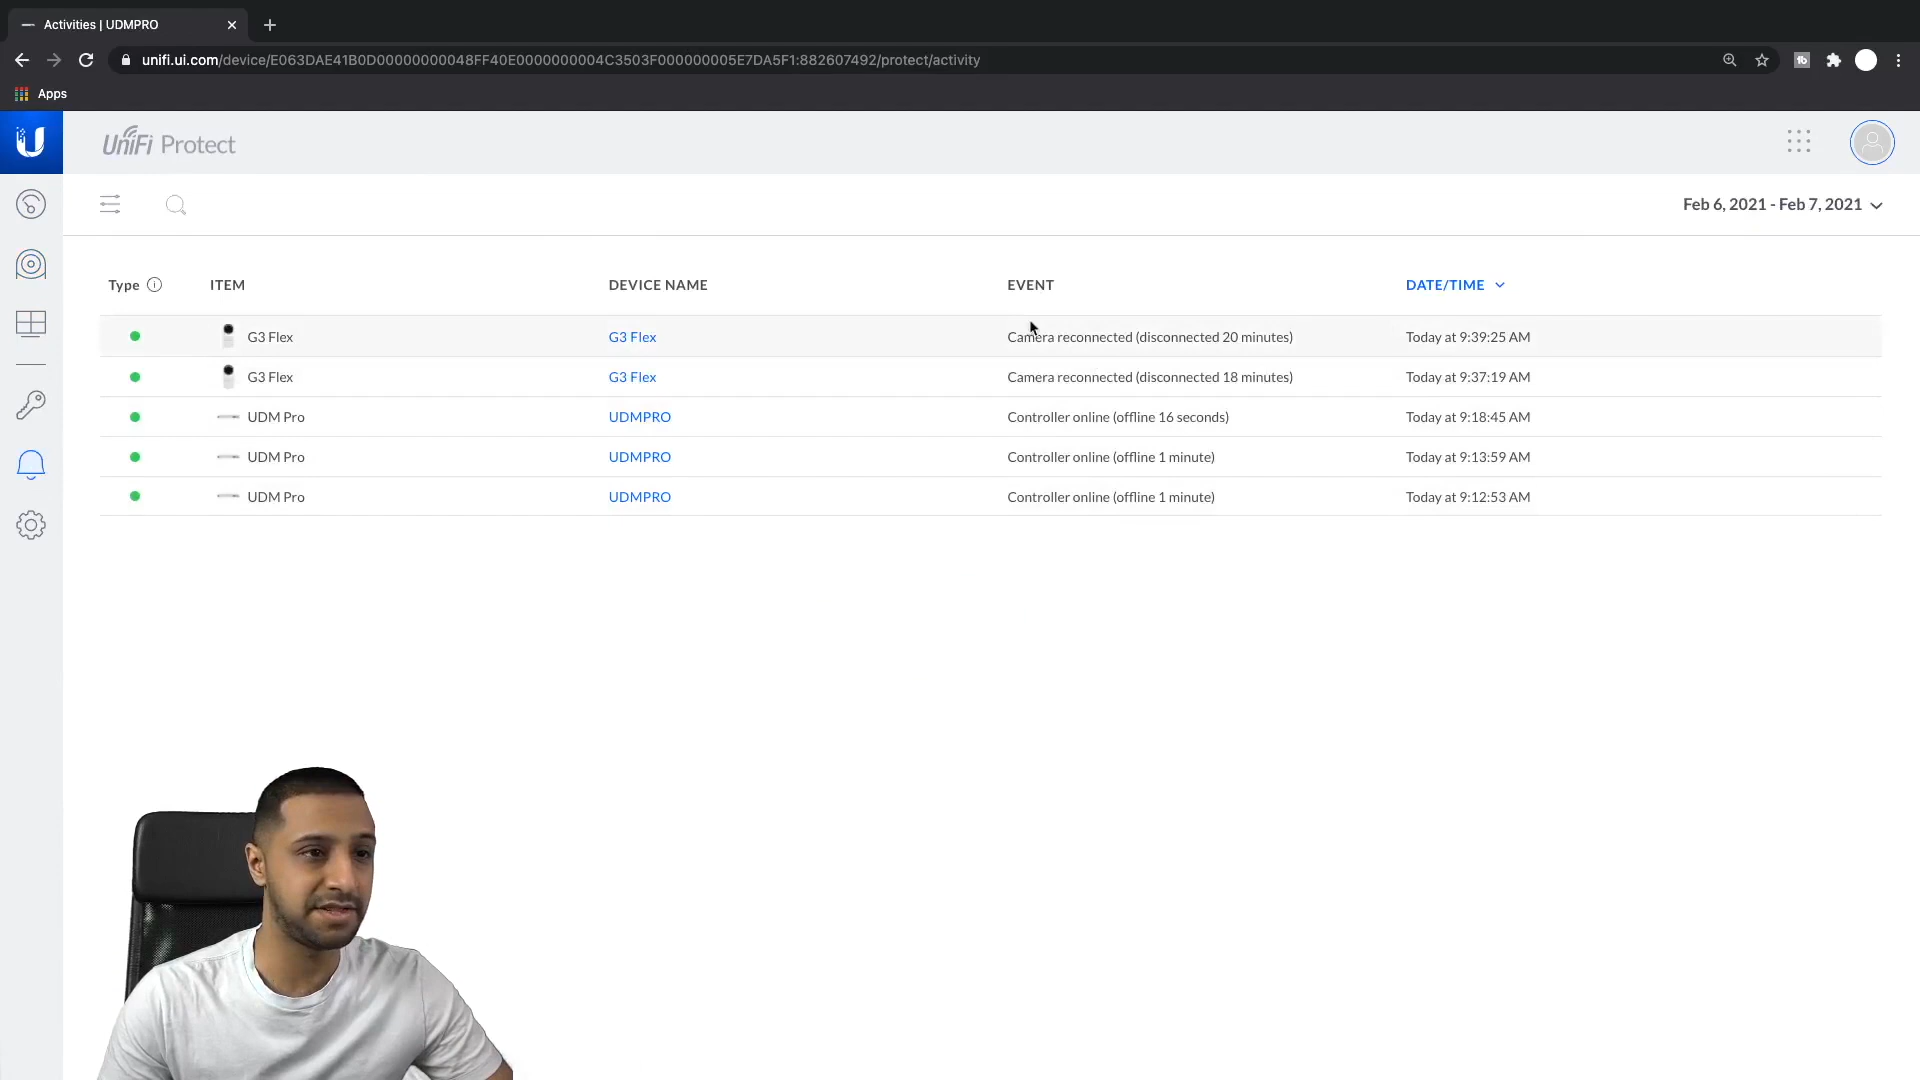 Activities | UDMPRO
unifi.ui.com/device/E063DAE41B0D00000000048FF40E0000000004C3503F000000005E7DA5F1:882607492/protect/activity
Apps
UniFi Protect
Feb 6, 2021 - Feb 7, 2021
Type ITEM DEVICE NAME EVENT DATE/TIME
G3 Flex G3 Flex Camera reconnected (disconnected 20 minutes) Today at 9:39:25 AM
G3 Flex G3 Flex Camera reconnected (disconnected 18 minutes) Today at 9:37:19 AM
UDM Pro UDMPRO Controller online (offline 16 seconds) Today at 9:18:45 AM
UDM Pro UDMPRO Controller online (offline 1 minute) Today at 9:13:59 AM
UDM Pro UDMPRO Controller online (offline 1 minute) Today at 9:12:53 AM